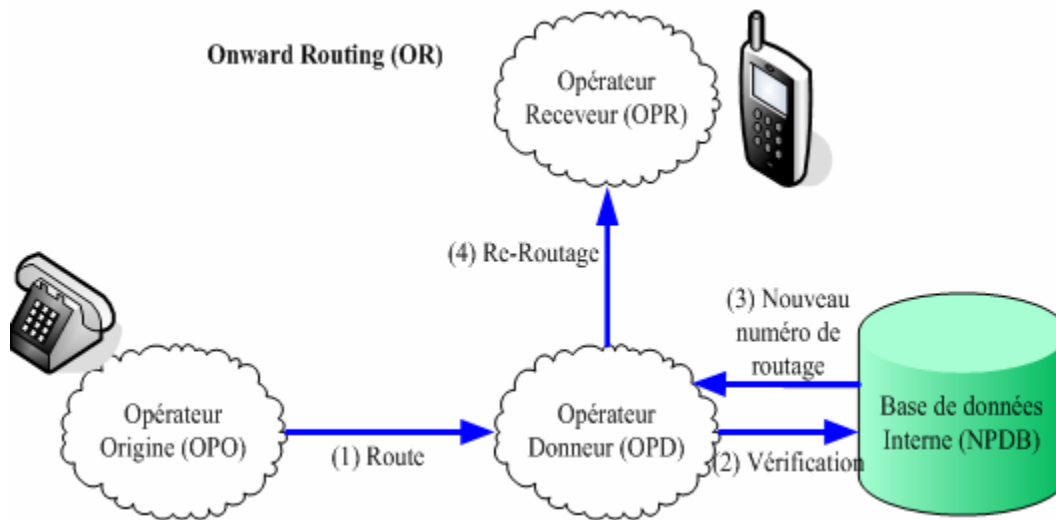 Onward Routing (OR)
Opérateur
Receveur (OPR)
(4) Re-Routage
(3) Nouveau
numéro de
routage
Opérateur
Origine (OPO)
(1) Route
Opérateur
Donneur (OPD)
(2) Vérification
Base de données
Interne (NPDB)